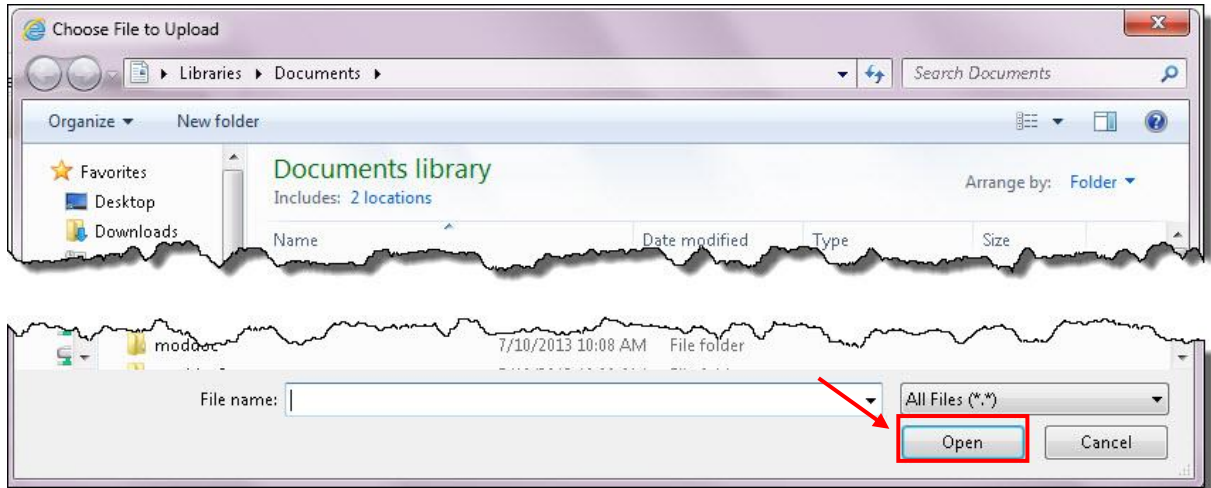 Choose File to Upload
Libraries Documents Search Documents
Organize New folder
Favorites
Desktop
Downloads
Documents library
Includes: 2 locations
Arrange by: Folder
Name Date modified Type Size
moddoc 7/10/2013 10:08 AM File folder
File name: All Files (*.*)
Open Cancel